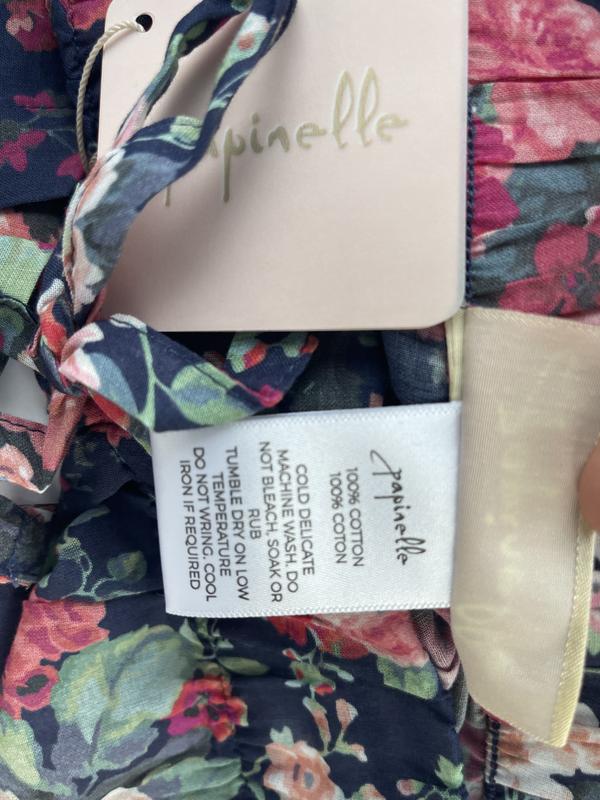 papinelle
papinelle
100% COTTON
100% COTON
COLD DELICATE
MACHINE WASH. DO
NOT BLEACH, SOAK OR
RUB
TUMBLE DRY ON LOW
TEMPERATURE
DO NOT WRING. COOL
IRON IF REQUIRED